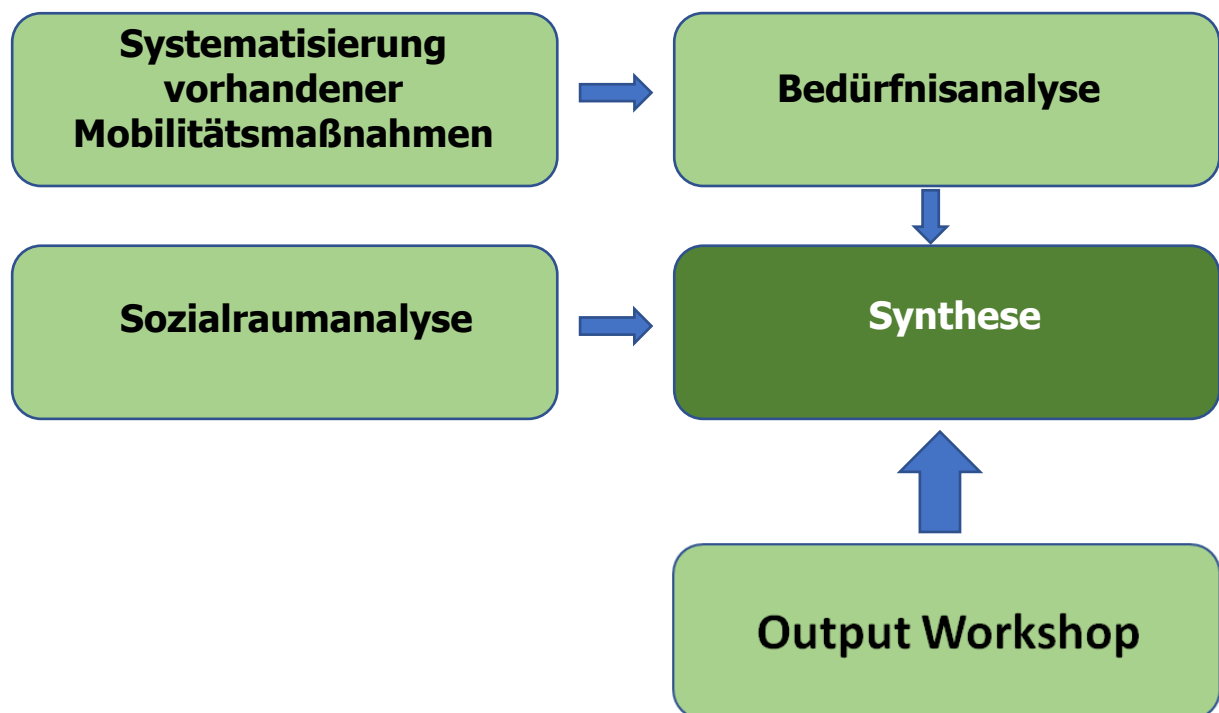 Systematisierung
vorhandener
Mobilitätsmaßnahmen
Bedürfnisanalyse
Sozialraumanalyse
Synthese
Output Workshop